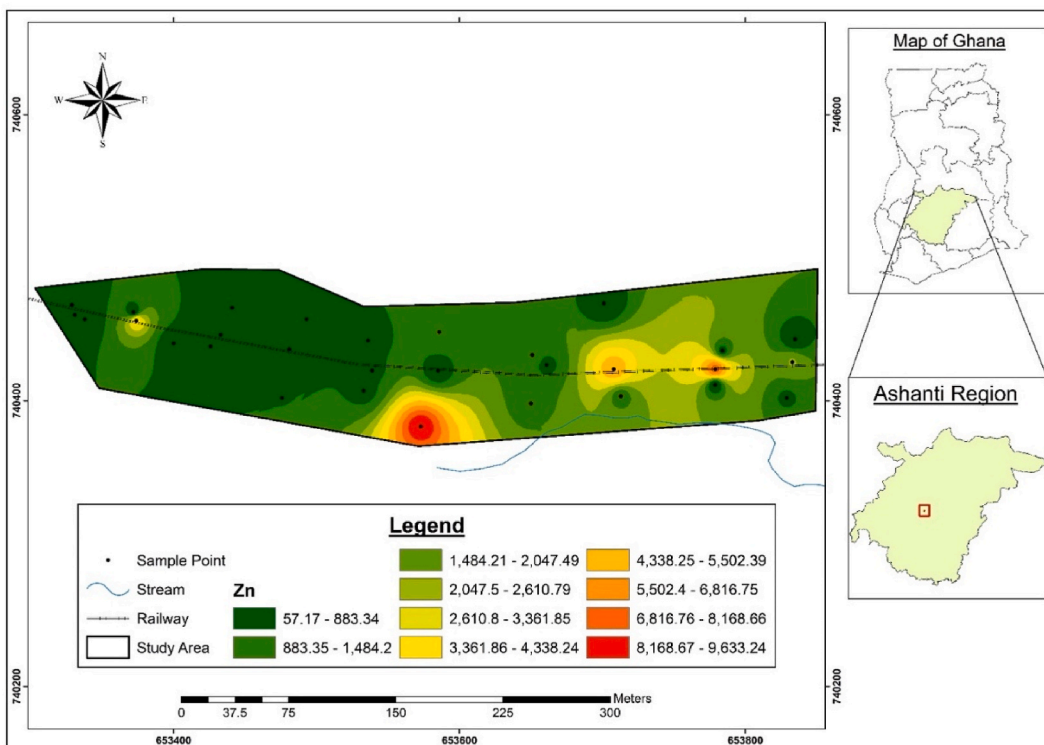 653400
653600
653800
740600
740400
740200
N
W
E
S
740600
740400
740200
Legend
Sample Point
Stream
Railway
Study Area
Zn
57.17 - 883.34
883.35 - 1,484.2
1,484.21 - 2,047.49
2,047.5 - 2,610.79
2,610.8 - 3,361.85
3,361.86 - 4,338.24
4,338.25 - 5,502.39
5,502.4 - 6,816.75
6,816.76 - 8,168.66
8,168.67 - 9,633.24
Meters
0 37.5 75 150 225 300
Map of Ghana
Ashanti Region